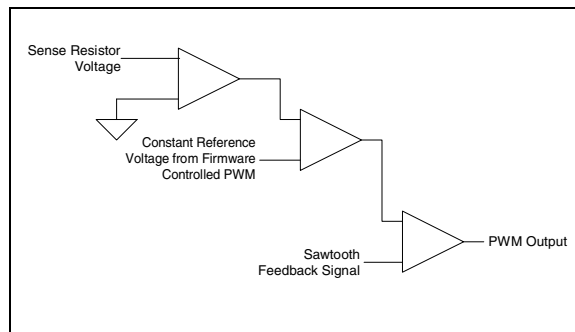 Sense Resistor
Voltage
Constant Reference
Voltage from Firmware
Controlled PWM
Sawtooth
Feedback Signal
PWM Output